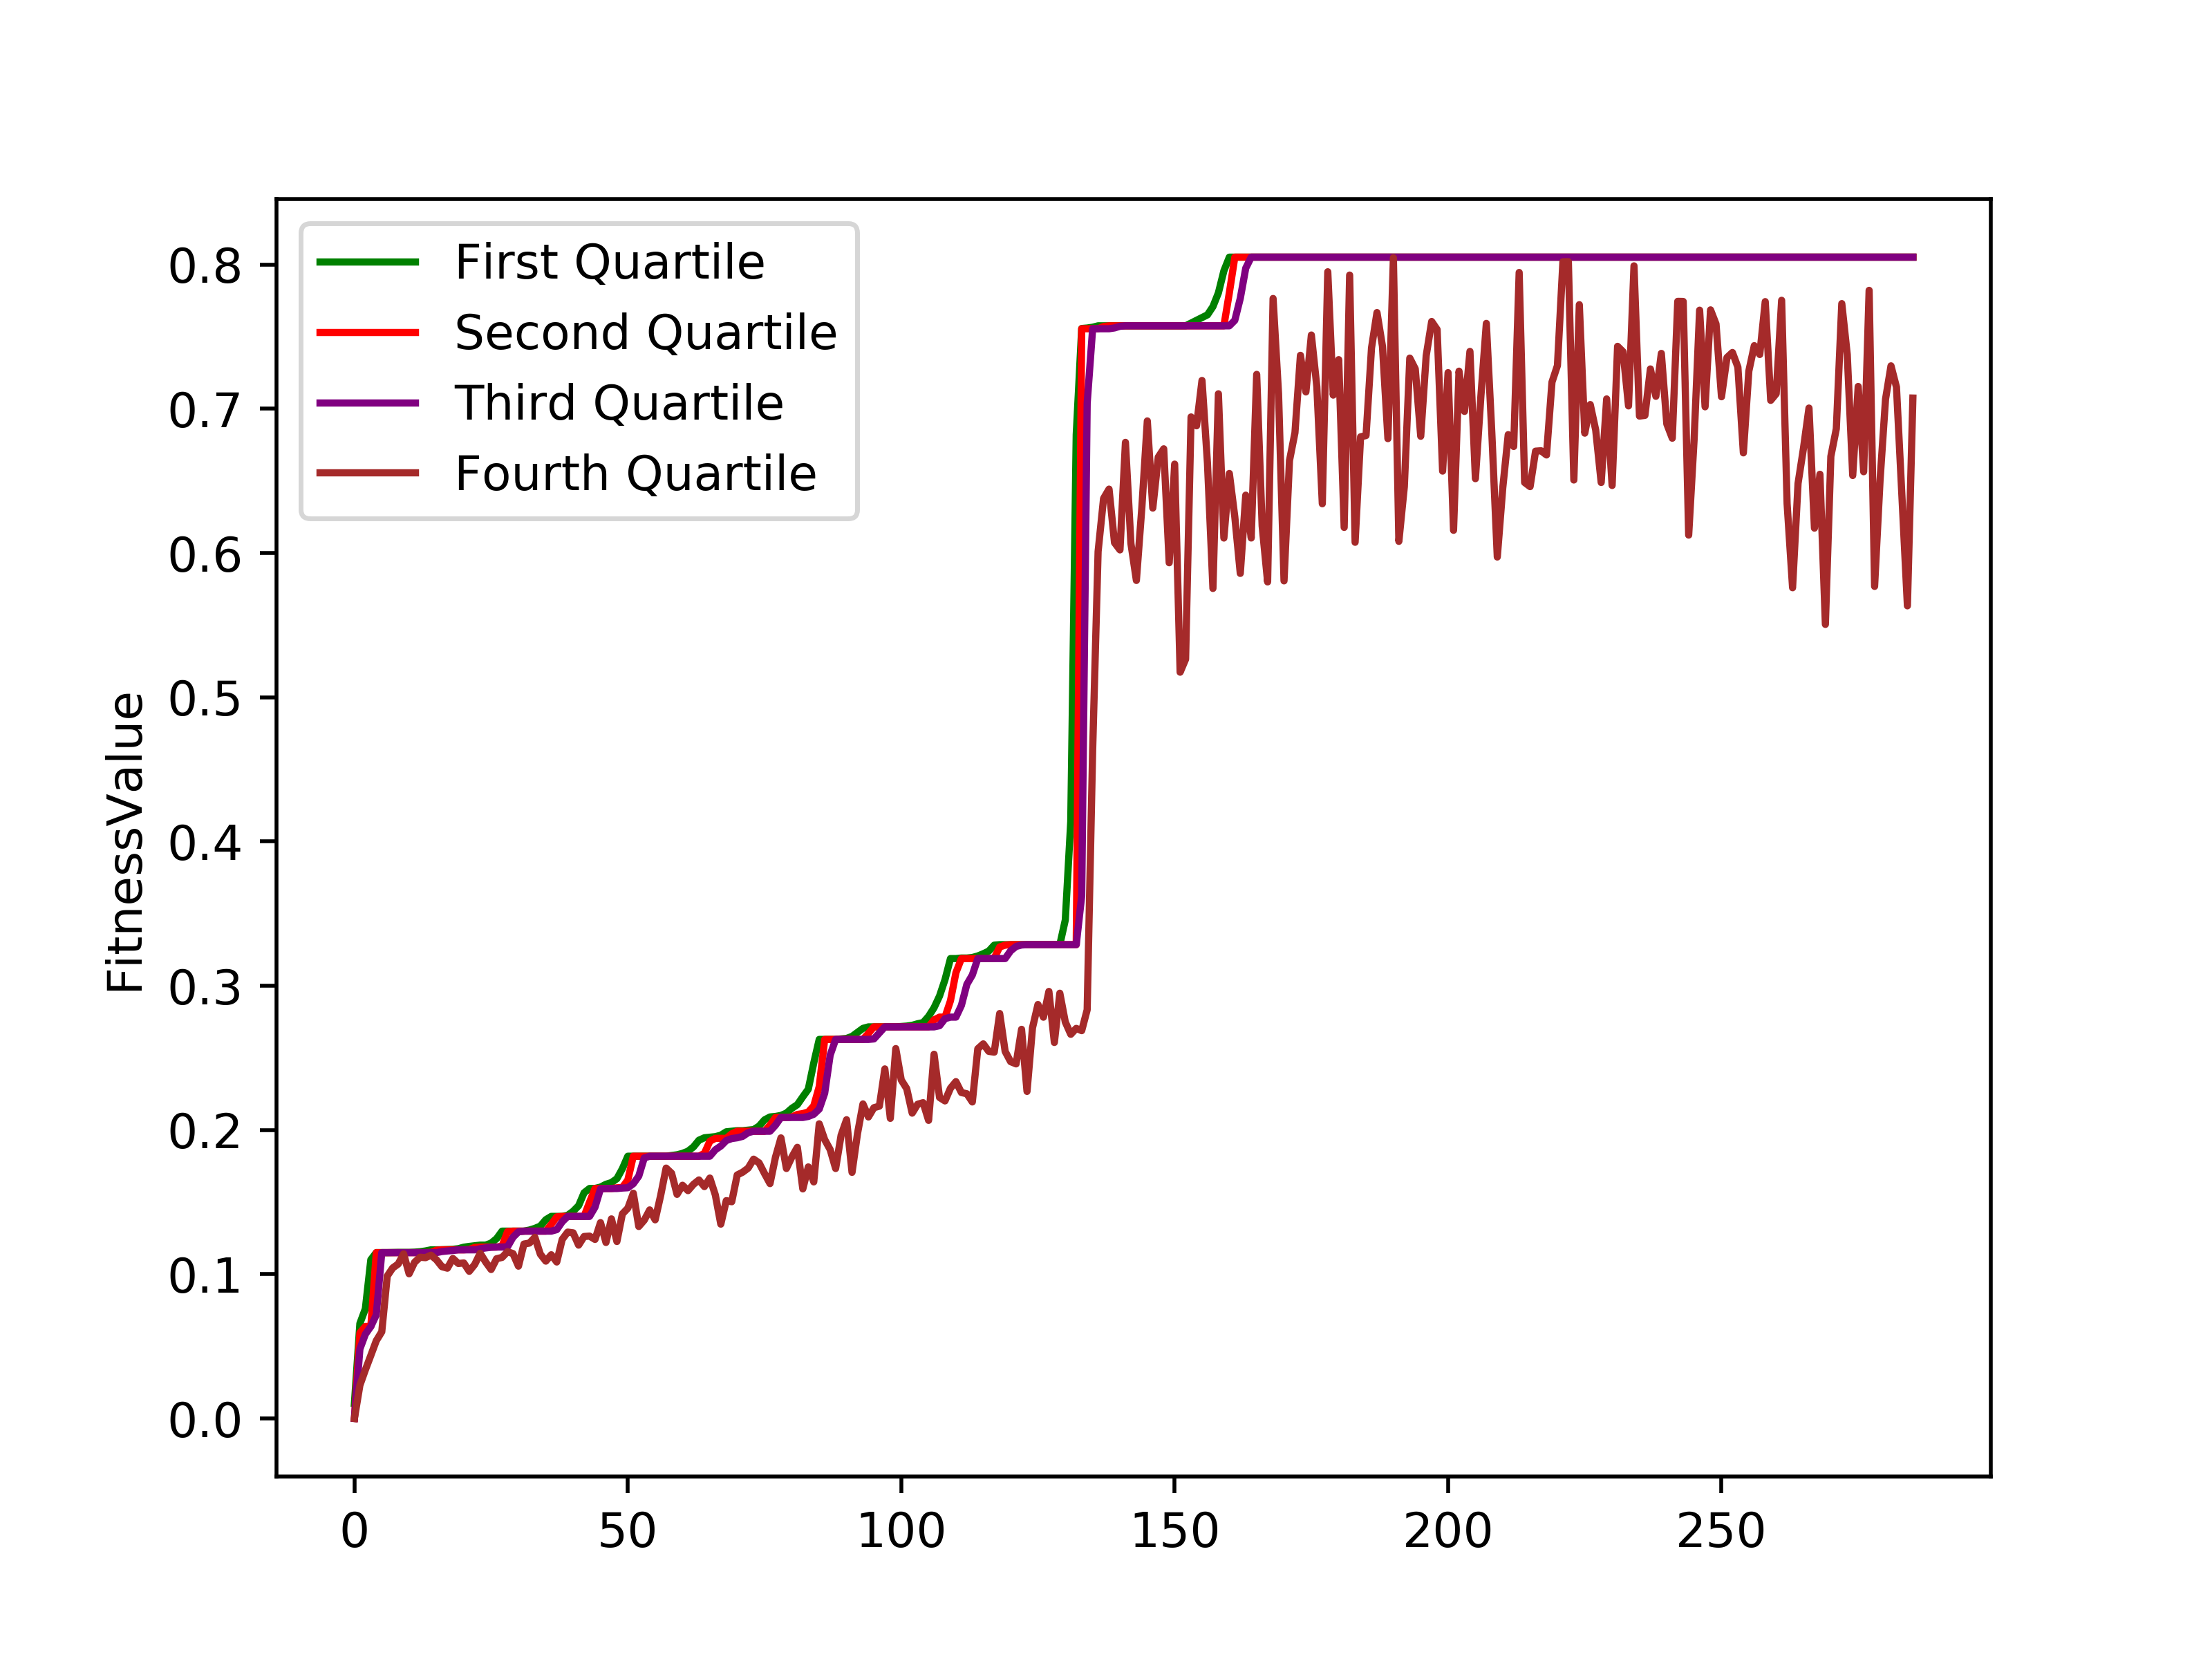 First Quartile
Second Quartile
Third Quartile
Fourth Quartile
0.8
0.7
0.6
0.5
0.4
0.3
0.2
0.1
0.0
FitnessValue
0 50 100 150 200 250